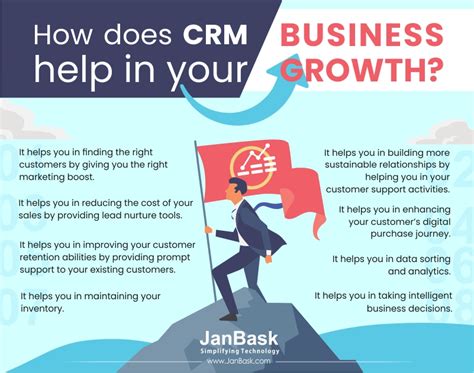 How does CRM
help in your
BUSINESS
GROWTH?
It helps you in finding the right
customers by giving you the right
marketing boost.
It helps you in reducing the cost of your
sales by providing lead nurture tools.
It helps you in improving your customer
retention abilities by providing prompt
support to your existing customers.
It helps you in maintaining your
inventory.
It helps you in building more
sustainable relationships by
helping you in your
customer support activities.
It helps you in enhancing
your customer's digital
purchase journey.
It helps you in data sorting
and analytics.
It helps you in taking intelligent
business decisions.
JanBask
Simplifying Technology
www.JanBask.com